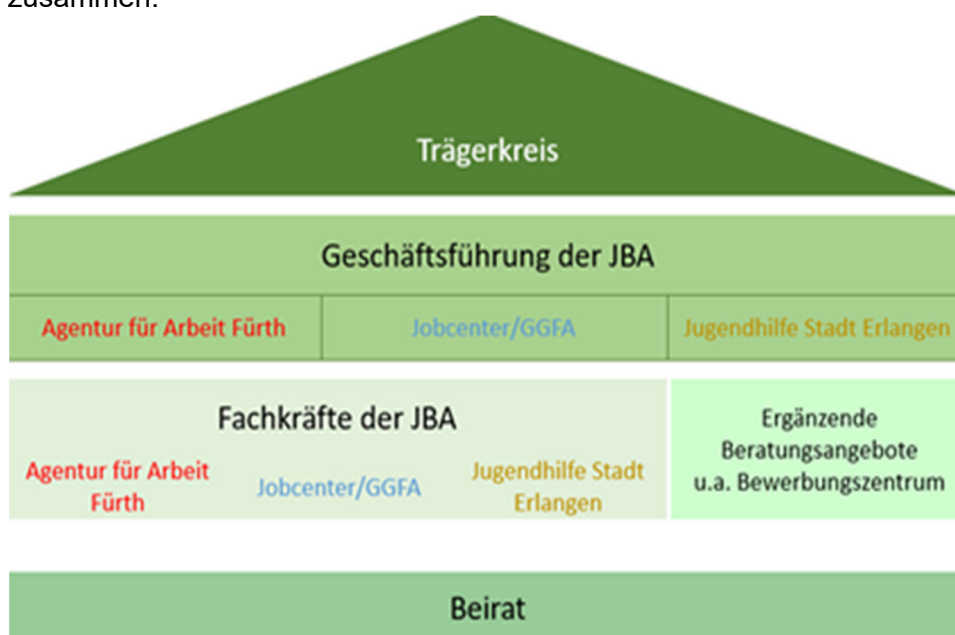 zusammen.
Trägerkreis
Geschäftsführung der JBA
Agentur für Arbeit Fürth
Jobcenter/GGFA
Jugendhilfe Stadt Erlangen
Fachkräfte der JBA
Agentur für Arbeit
Fürth
Jobcenter/GGFA
Jugendhilfe Stadt
Erlangen
Ergänzende
Beratungsangebote
u.a. Bewerbungszentrum
Beirat